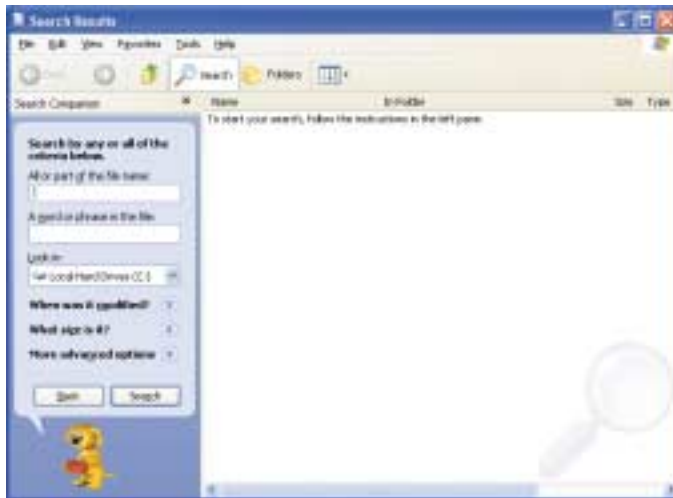 Search Results
File Edit View Favorites Tools Help
Search Folders
Search Companion
Name In Folder Size Type
To start your search, follow the instructions in the left pane.
Search by any or all of the
criteria below.
All or part of the file name:
A word or phrase in the file:
Look in:
Local Hard Drives (C:)
When was it modified?
What size is it?
More advanced options
Back Search